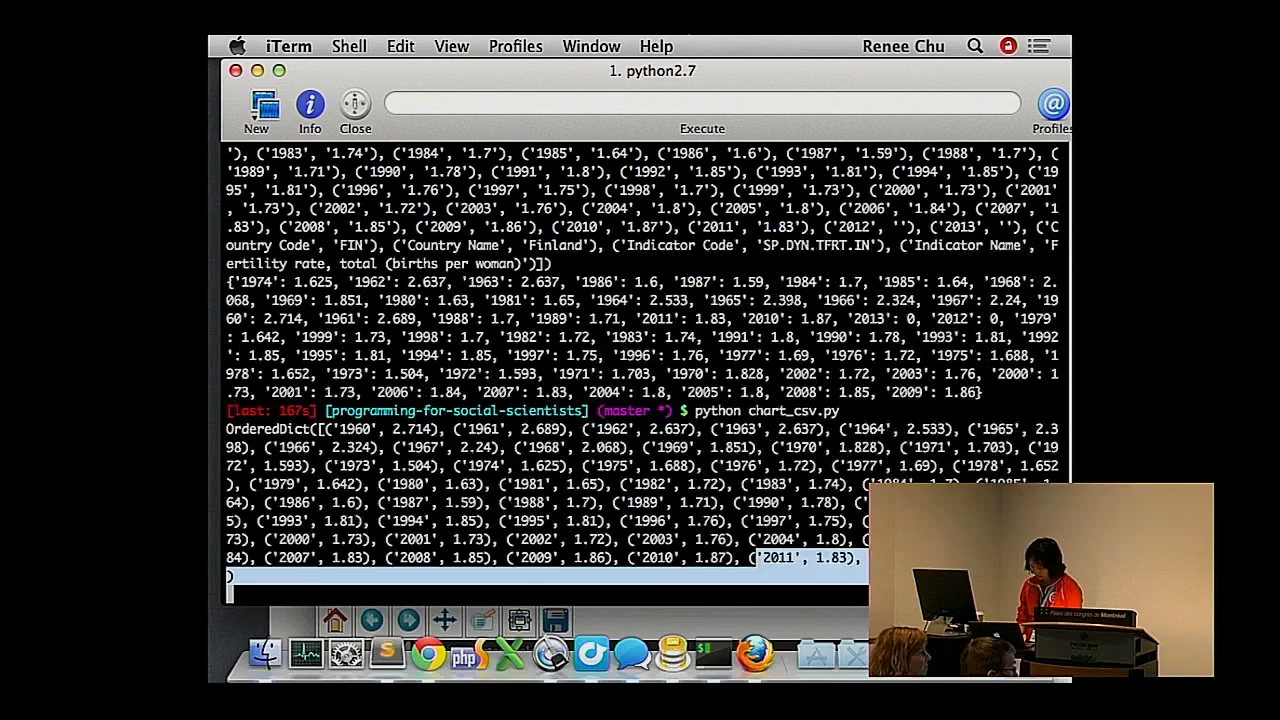 iTerm Shell Edit View Profiles Window Help Renee Chu
1. python2.7
New Info Close Execute Profiles
'), ('1983', '1.74'), ('1984', '1.7'), ('1985', '1.64'), ('1986', '1.6'), ('1987', '1.59'), ('1988', '1.7'), (
'1989', '1.71'), ('1990', '1.78'), ('1991', '1.8'), ('1992', '1.85'), ('1993', '1.81'), ('1994', '1.85'), ('19
95', '1.81'), ('1996', '1.76'), ('1997', '1.75'), ('1998', '1.7'), ('1999', '1.73'), ('2000', '1.73'), ('2001'
, '1.73'), ('2002', '1.72'), ('2003', '1.76'), ('2004', '1.8'), ('2005', '1.8'), ('2006', '1.84'), ('2007', '1
.83'), ('2008', '1.85'), ('2009', '1.86'), ('2010', '1.87'), ('2011', '1.83'), ('2012', ''), ('2013', ''), ('C
ountry Code', 'FIN'), ('Country Name', 'Finland'), ('Indicator Code', 'SP.DYN.TFRT.IN'), ('Indicator Name', 'F
ertility rate, total (births per woman)')])
{'1974': 1.625, '1962': 2.637, '1963': 2.637, '1986': 1.6, '1987': 1.59, '1984': 1.7, '1985': 1.64, '1968': 2.
068, '1969': 1.851, '1980': 1.63, '1981': 1.65, '1964': 2.533, '1965': 2.398, '1966': 2.324, '1967': 2.24, '19
60': 2.714, '1961': 2.689, '1988': 1.7, '1989': 1.71, '2011': 1.83, '2010': 1.87, '2013': 0, '2012': 0, '1979'
: 1.642, '1999': 1.73, '1998': 1.7, '1982': 1.72, '1983': 1.74, '1991': 1.8, '1990': 1.78, '1993': 1.81, '1992
': 1.85, '1995': 1.81, '1994': 1.85, '1997': 1.75, '1996': 1.76, '1977': 1.69, '1976': 1.72, '1975': 1.688, '1
978': 1.652, '1973': 1.504, '1972': 1.593, '1971': 1.703, '1970': 1.828, '2002': 1.72, '2003': 1.76, '2000': 1
.73, '2001': 1.73, '2006': 1.84, '2007': 1.83, '2004': 1.8, '2005': 1.8, '2008': 1.85, '2009': 1.86}
[last: 167s] [programming-for-social-scientists] (master *) $ python chart_csv.py
OrderedDict([('1960', 2.714), ('1961', 2.689), ('1962', 2.637), ('1963', 2.637), ('1964', 2.533), ('1965', 2.3
98), ('1966', 2.324), ('1967', 2.24), ('1968', 2.068), ('1969', 1.851), ('1970', 1.828), ('1971', 1.703), ('19
72', 1.593), ('1973', 1.504), ('1974', 1.625), ('1975', 1.688), ('1976', 1.72), ('1977', 1.69), ('1978', 1.652
), ('1979', 1.642), ('1980', 1.63), ('1981', 1.65), ('1982', 1.72), ('1983', 1.74), ('1984', 1.7), ('1985', 1.
64), ('1986', 1.6), ('1987', 1.59), ('1988', 1.7), ('1989', 1.71), ('1990', 1.78),
5), ('1993', 1.81), ('1994', 1.85), ('1995', 1.81), ('1996', 1.76), ('1997', 1.75)
73), ('2000', 1.73), ('2001', 1.73), ('2002', 1.72), ('2003', 1.76), ('2004', 1.8),
84), ('2007', 1.83), ('2008', 1.85), ('2009', 1.86), ('2010', 1.87), ('2011', 1.83),
)
php
Palais des congrès de Montréal